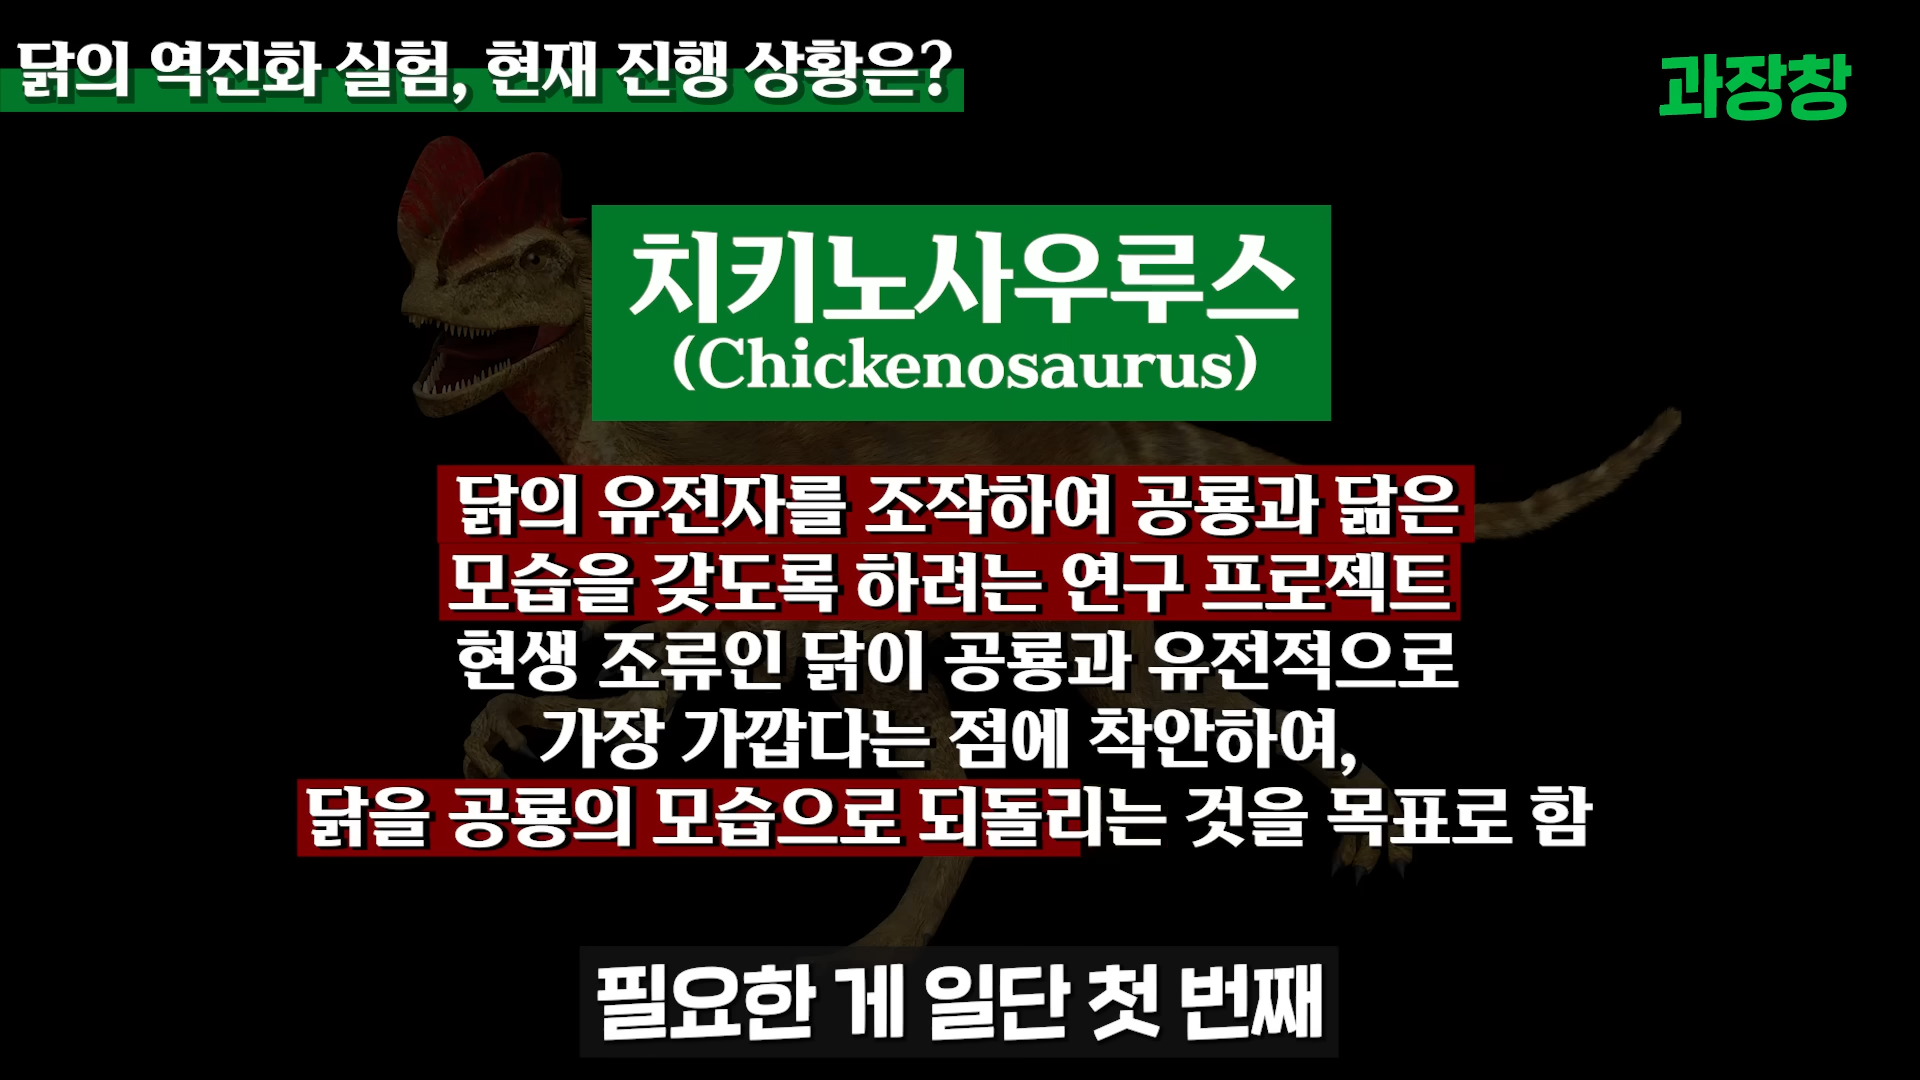 닭의 역진화 실험, 현재 진행 상황은?
과장창
치키노사우루스
(Chickenosaurus)
닭의 유전자를 조작하여 공룡과 닮은
모습을 갖도록 하려는 연구 프로젝트
현생 조류인 닭이 공룡과 유전적으로
가장 가깝다는 점에 착안하여,
닭을 공룡의 모습으로 되돌리는 것을 목표로 함
필요한 게 일단 첫 번째